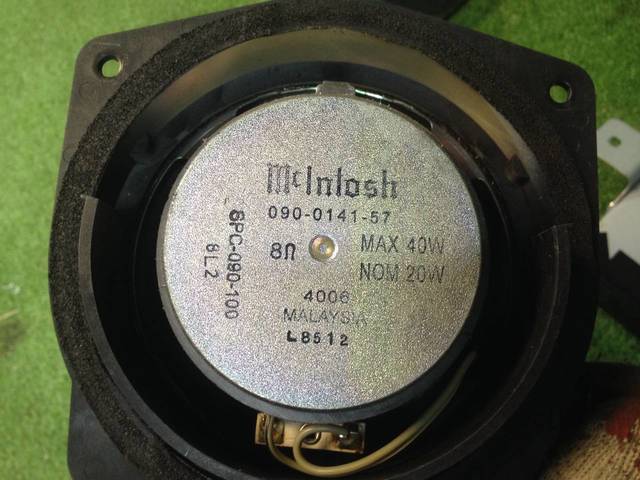 McIntosh
090-0141-57
8Ω
MAX 40W
NOM 20W
4006
MALAYSIA
L8512
SPC-090-100
6L2